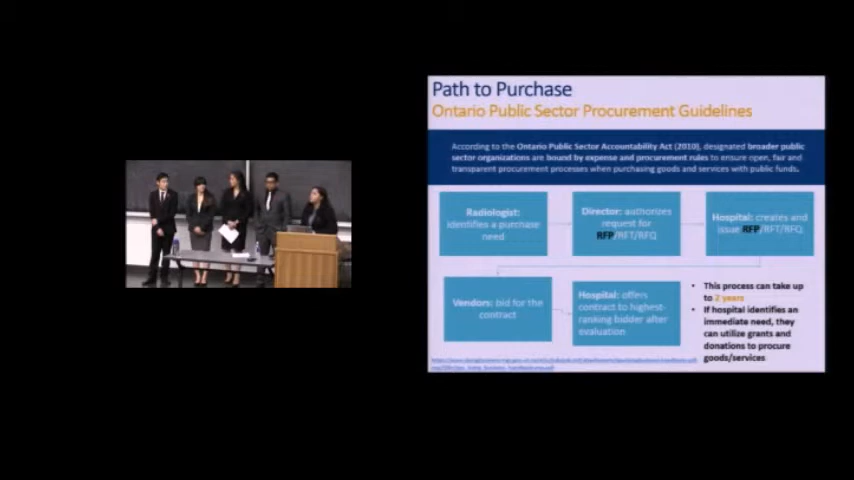 Path to Purchase
Ontario Public Sector Procurement Guidelines
According to the Ontario Public Sector Accountability Act (2010), designated broader public
sector organizations are bound by expense and procurement rules to ensure open, fair and
transparent procurement processes when purchasing goods and services with public funds.
Radiologist:
identifies a purchase
need
Director: authorizes
request for
RFP/RFT/RFQ
Hospital: creates and
issue RFP/RFT/RFQ
Vendors: bid for the
contract
Hospital: offers
contract to highest-
ranking bidder after
evaluation
• This process can take up
to 2 years
• If hospital identifies an
immediate need, they
can utilize grants and
donations to procure
goods/services